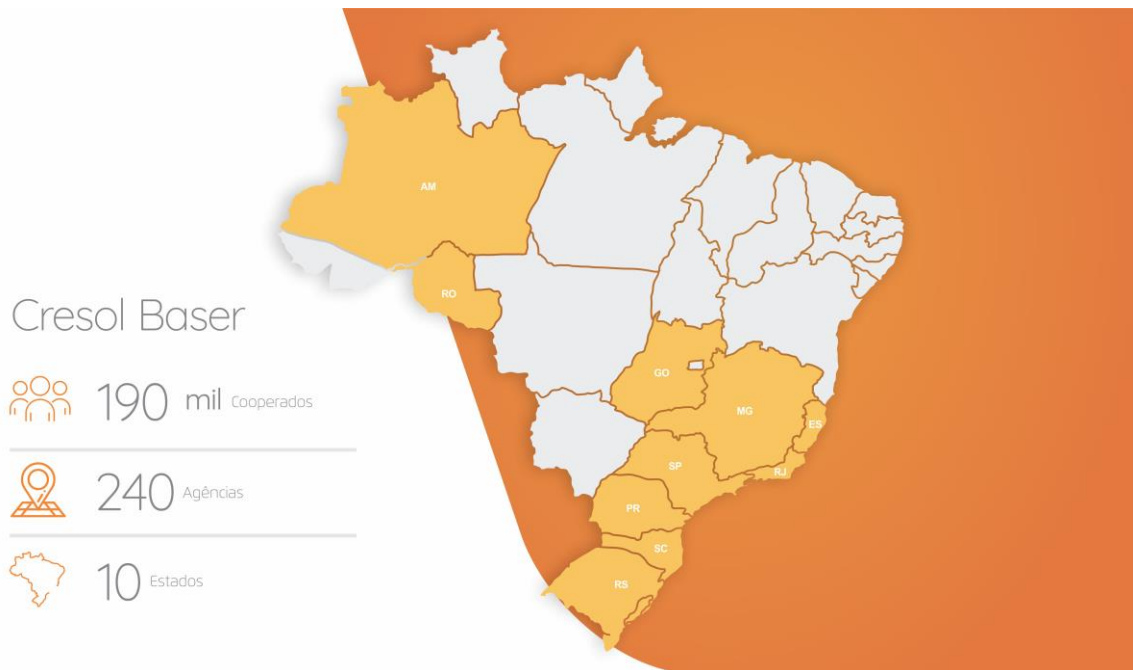 Cresol Baser
190 mil Cooperados
240 Agências
10 Estados
AM
RO
GO
MG
ES
SP
RJ
PR
SC
RS